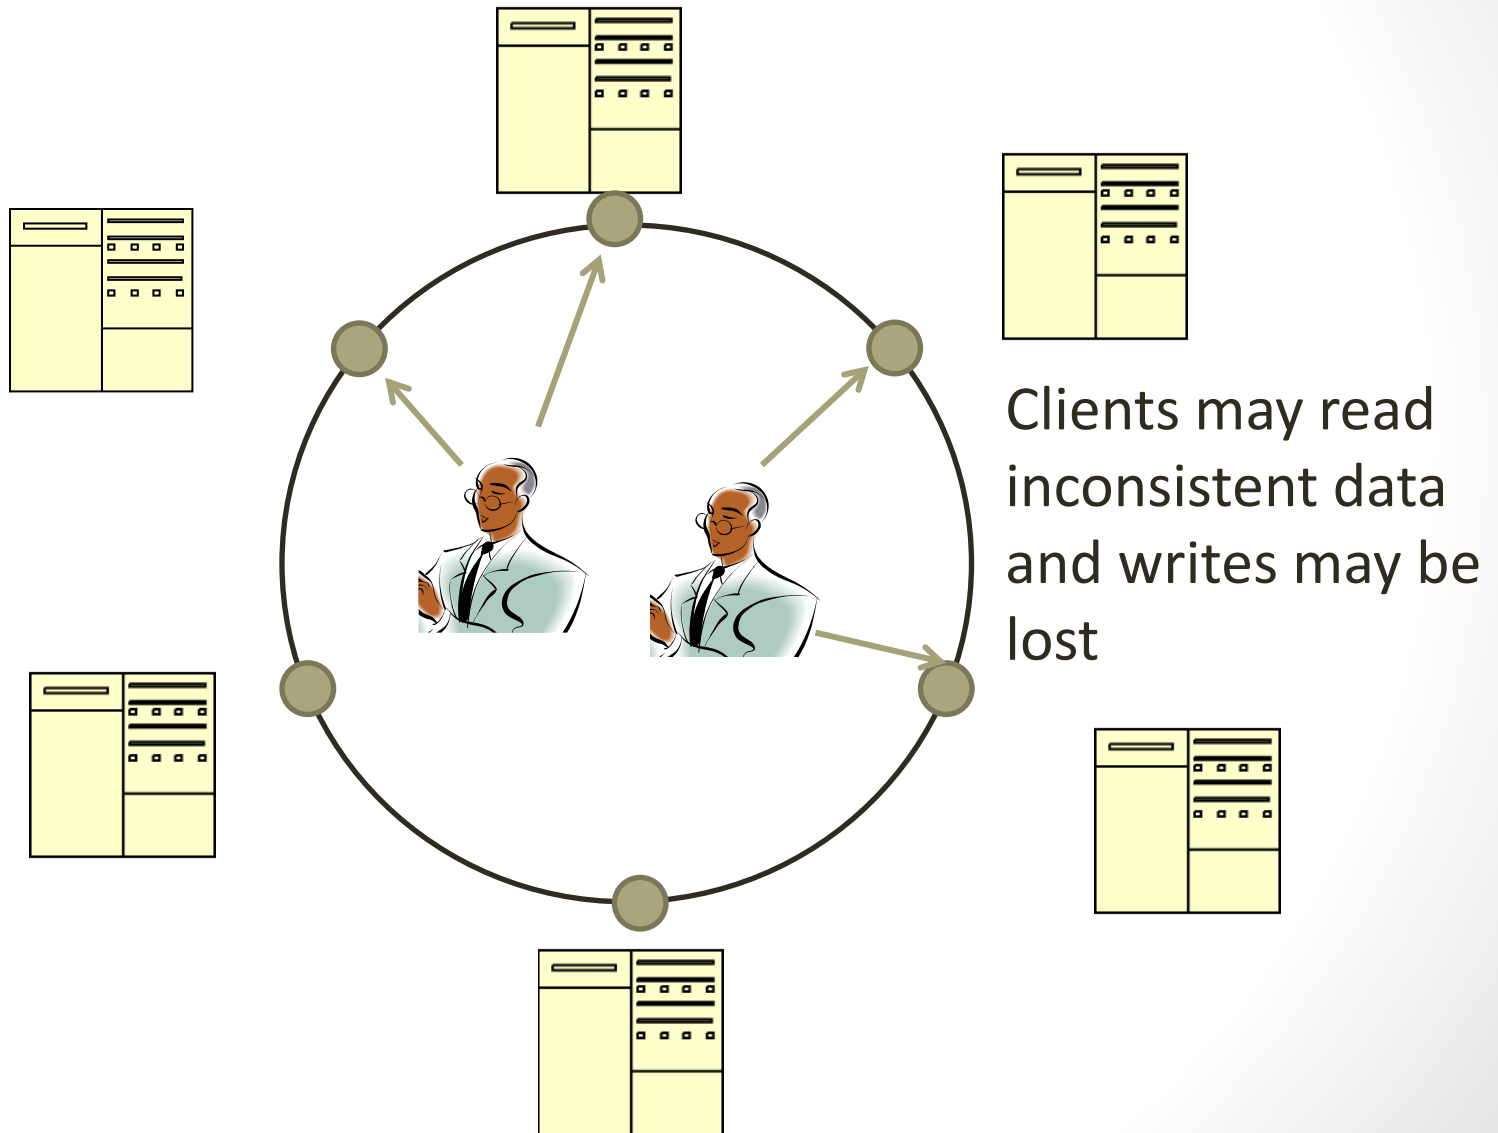 Clients may read
inconsistent data
and writes may be
lost